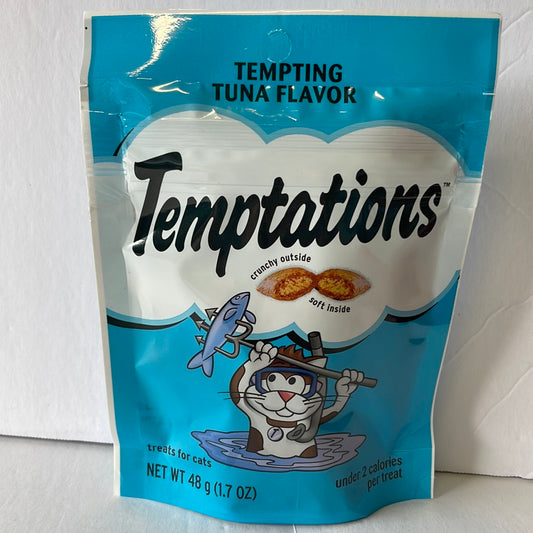 TEMPTING
TUNA FLAVOR
Temptations™
crunchy outside
soft inside
treats for cats
NET WT 48 g (1.7 OZ)
under 2 calories
per treat